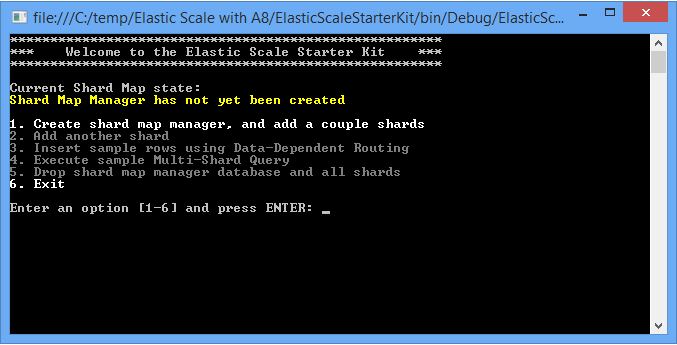 file:///C:/temp/Elastic Scale with A8/ElasticScaleStarterKit/bin/Debug/ElasticSc...
******************************************************
***    Welcome to the Elastic Scale Starter Kit    ***
******************************************************
Current Shard Map state:
Shard Map Manager has not yet been created
1. Create shard map manager, and add a couple shards
2. Add another shard
3. Insert sample rows using Data-Dependent Routing
4. Execute sample Multi-Shard Query
5. Drop shard map manager database and all shards
6. Exit
Enter an option [1-6] and press ENTER: _